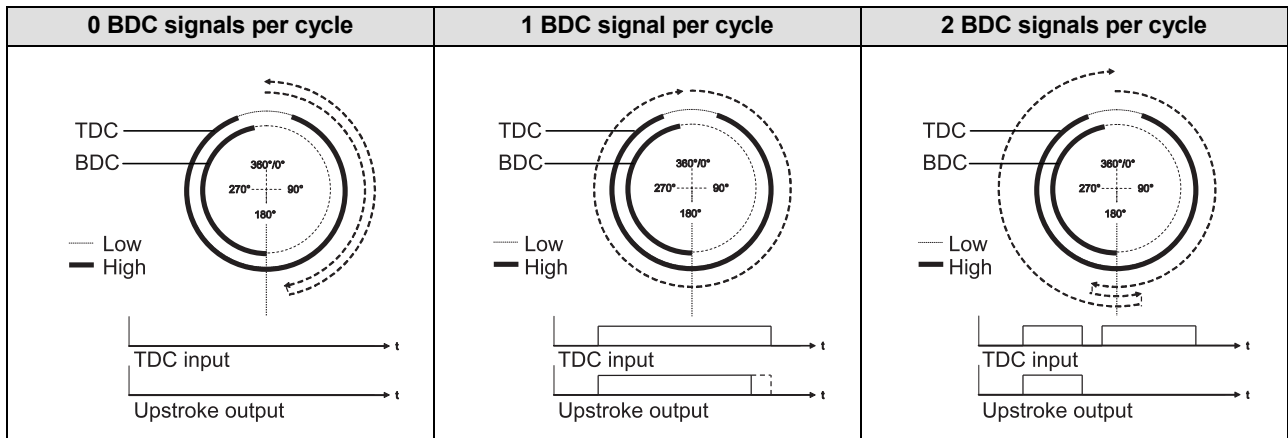 0 BDC signals per cycle
1 BDC signal per cycle
2 BDC signals per cycle
TDC
BDC
360°/0°
270°
90°
180°
Low
High
t
TDC input
t
Upstroke output
TDC
BDC
360°/0°
270°
90°
180°
Low
High
t
TDC input
t
Upstroke output
TDC
BDC
360°/0°
270°
90°
180°
Low
High
t
TDC input
t
Upstroke output